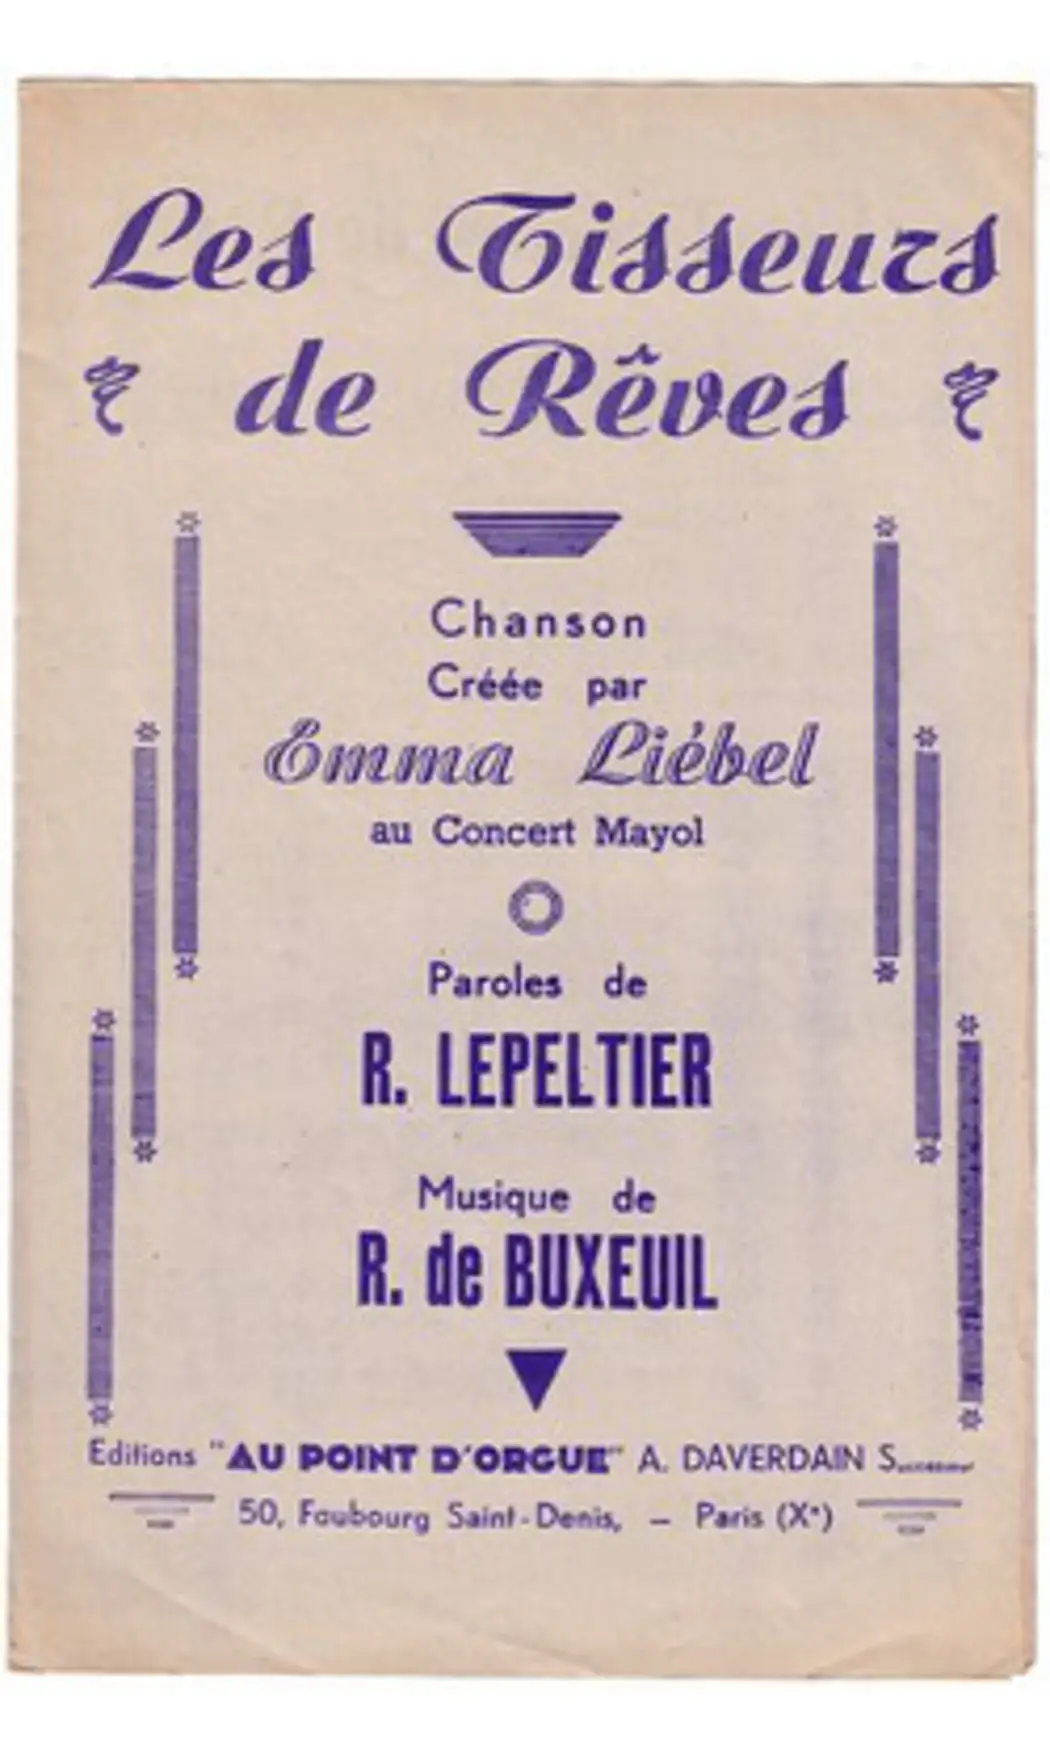 Les Tisseurs
de Rêves
Chanson
Créée par
Emma Liébel
au Concert Mayol
Paroles de
R. LEPELTIER
Musique de
R. de BUXEUIL
Editions "AU POINT D'ORGUE" A. DAVERDAIN Successeur
50, Faubourg Saint-Denis, — Paris (Xe)